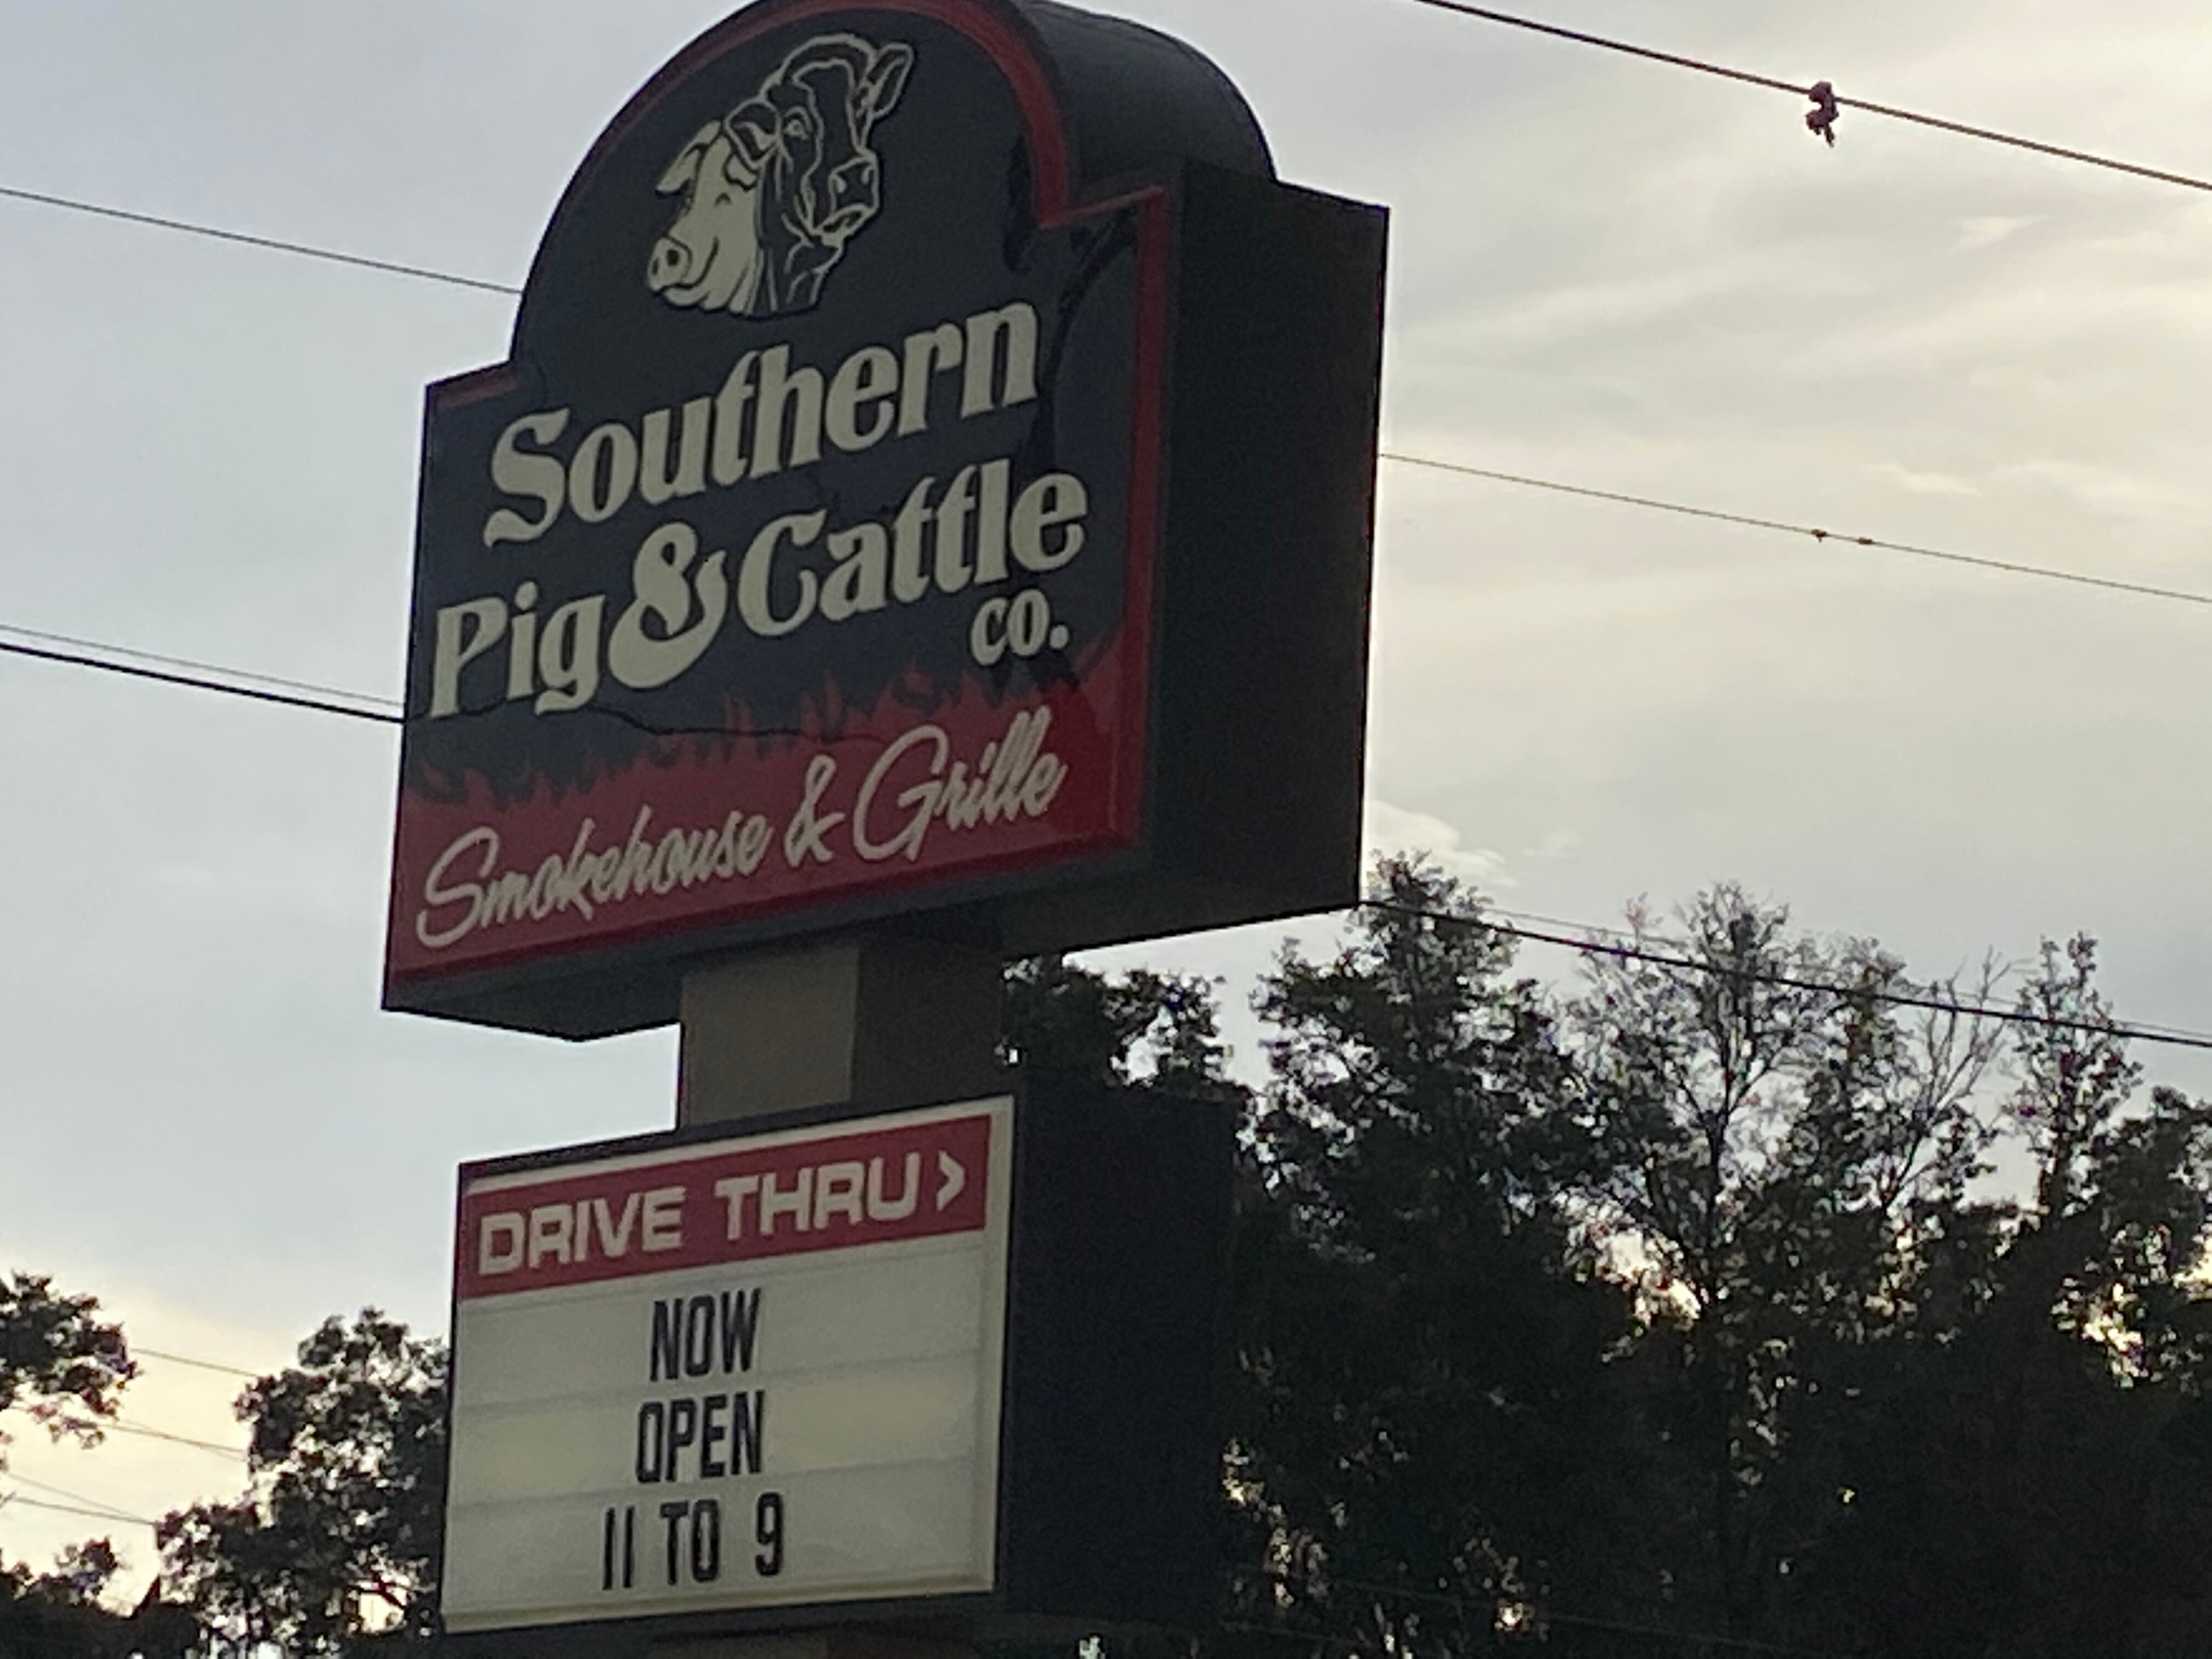 Southern
Pig & Cattle
CO.
Smokehouse & Grille
DRIVE THRU >
NOW
OPEN
11 TO 9